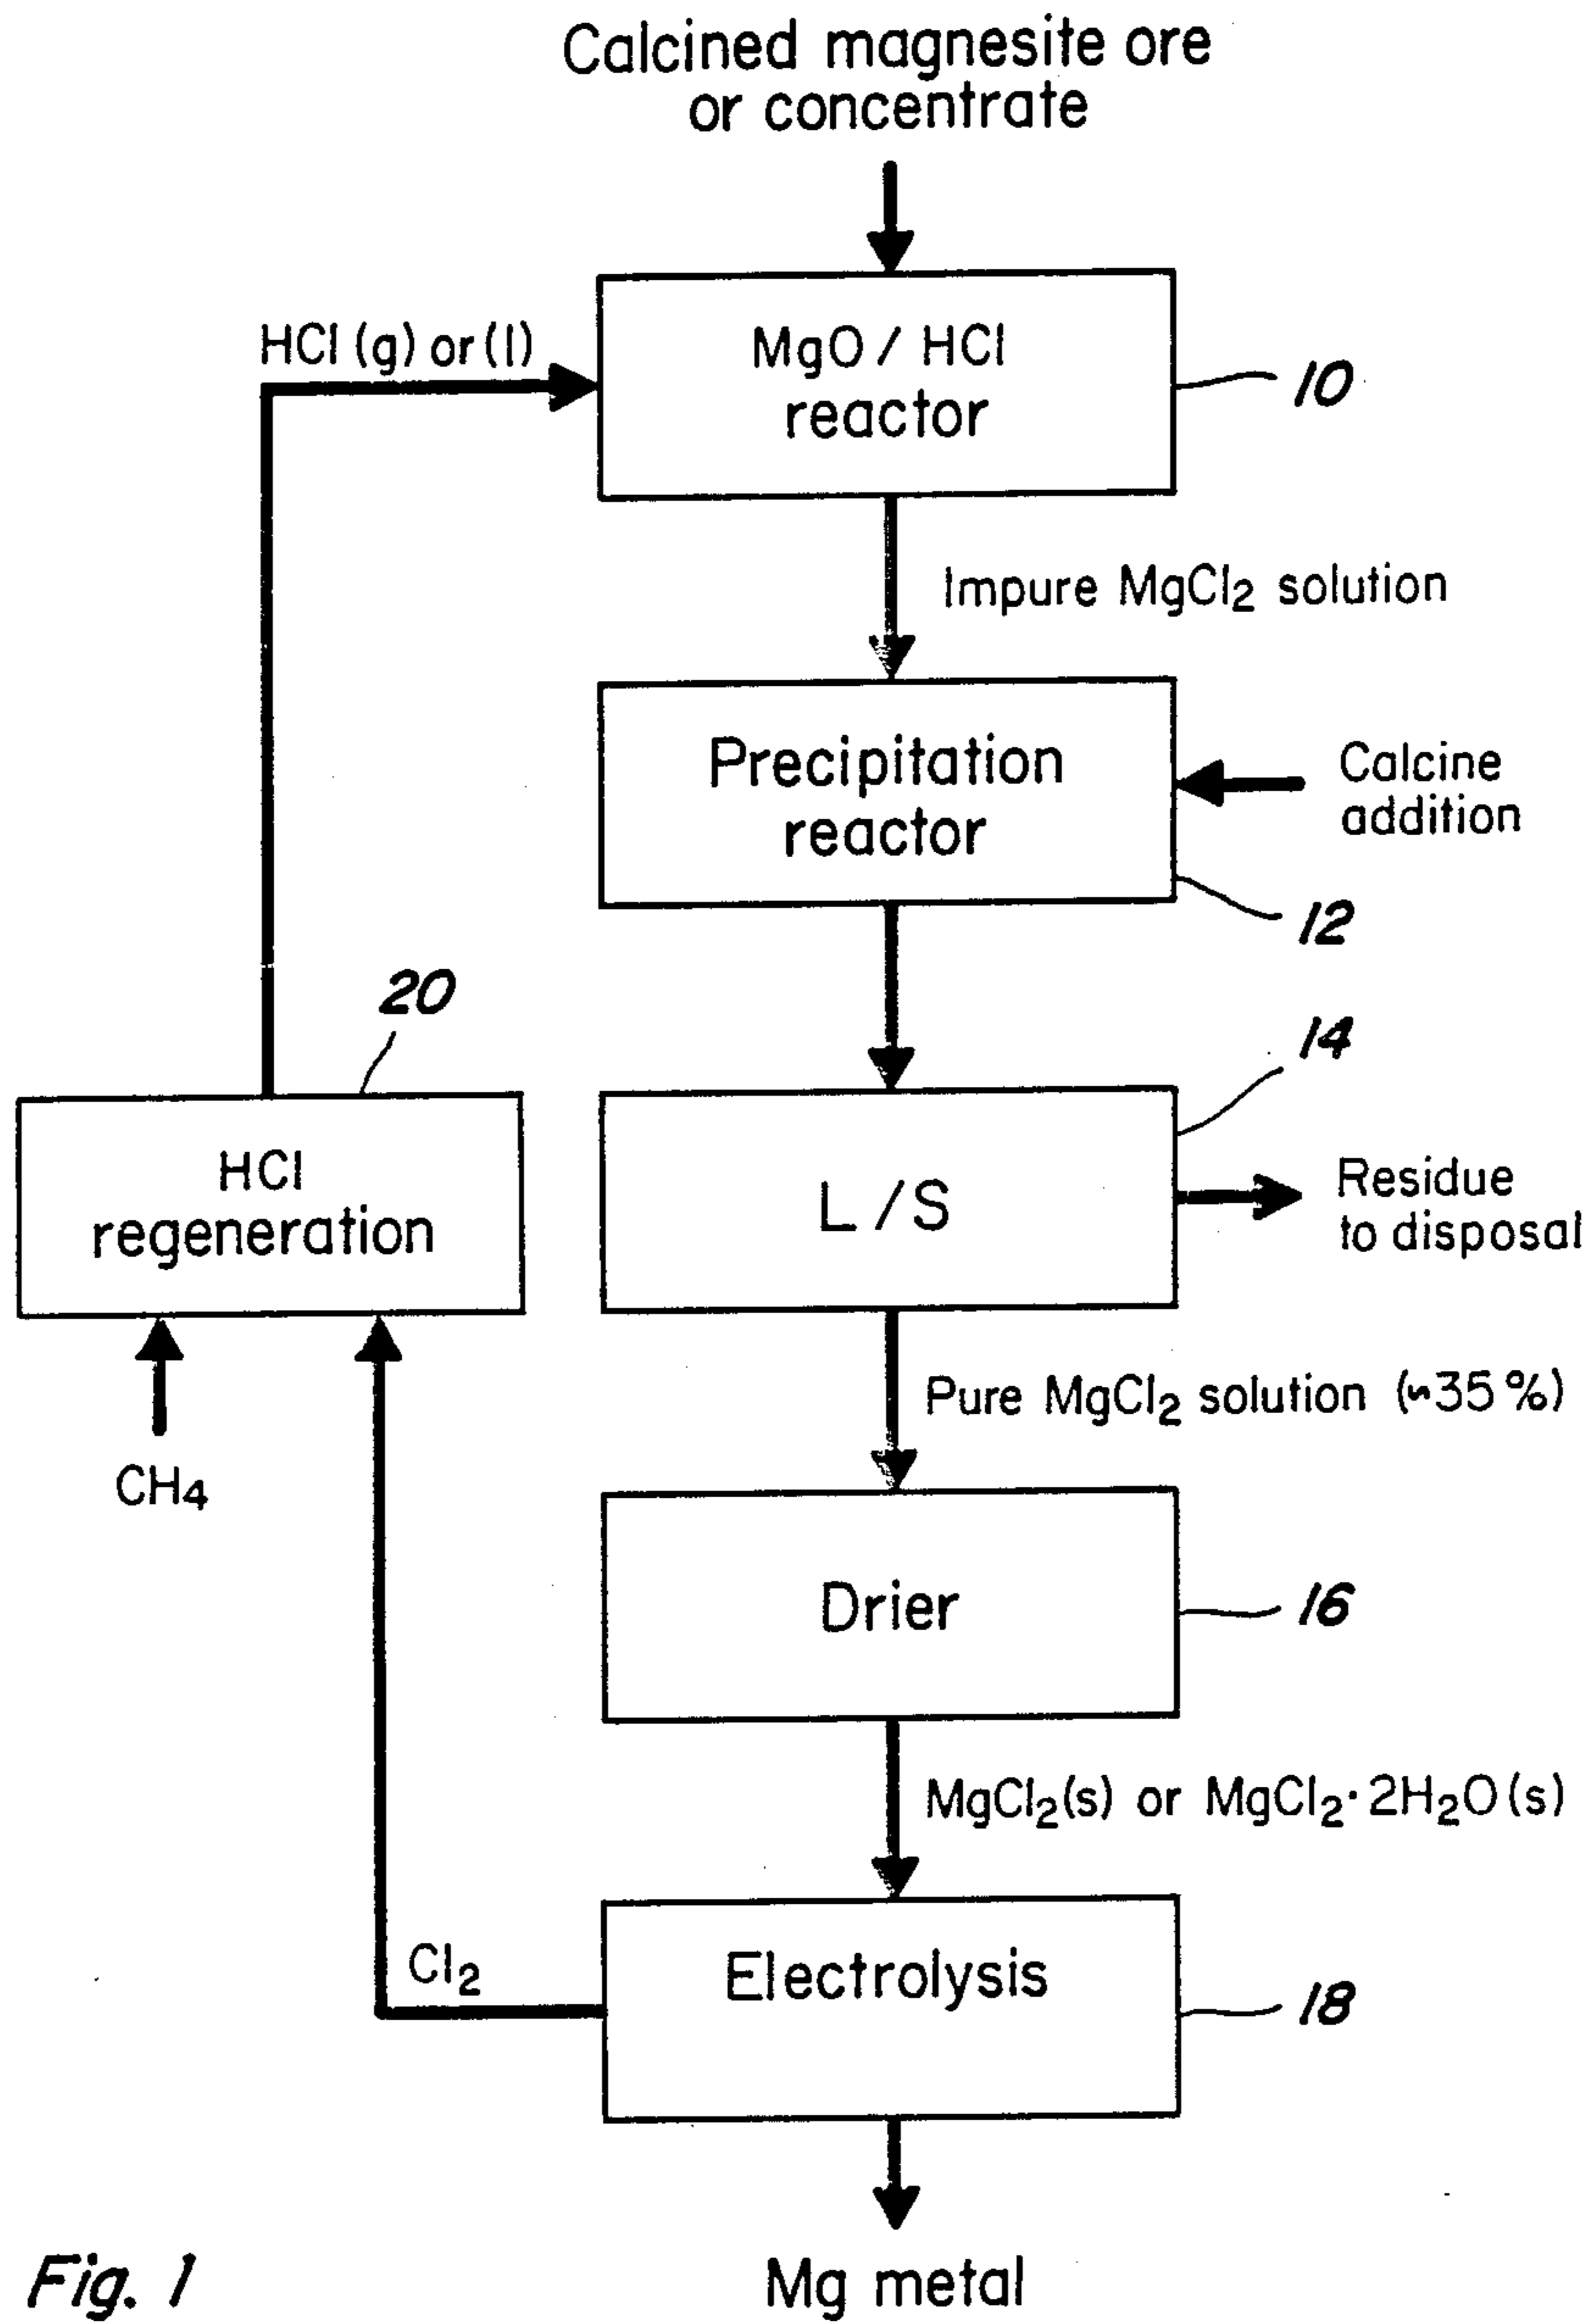 Calcined magnesite ore
or concentrate
HCl (g) or (l)
MgO / HCl
reactor
10
Impure MgCl₂ solution
Precipitation
reactor
Calcine
addition
12
20
14
HCl
regeneration
L / S
Residue
to disposal
Pure MgCl₂ solution (~35 %)
CH₄
Drier
16
MgCl₂(s) or MgCl₂·2H₂O (s)
Cl₂
Electrolysis
18
Fig. 1
Mg metal